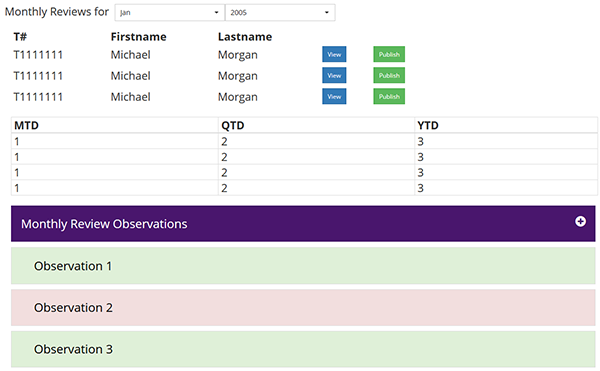 Monthly Reviews for Jan 2005
T# Firstname Lastname
T1111111 Michael Morgan View Publish
T1111111 Michael Morgan View Publish
T1111111 Michael Morgan View Publish
MTD QTD YTD
1 2 3
1 2 3
1 2 3
1 2 3
Monthly Review Observations
Observation 1
Observation 2
Observation 3